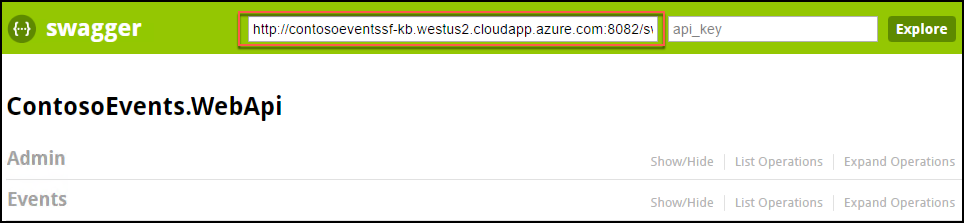 {··} swagger http://contosoeventssf-kb.westus2.cloudapp.azure.com:8082/sw api_key Explore
ContosoEvents.WebApi
Admin Show/Hide List Operations Expand Operations
Events Show/Hide List Operations Expand Operations